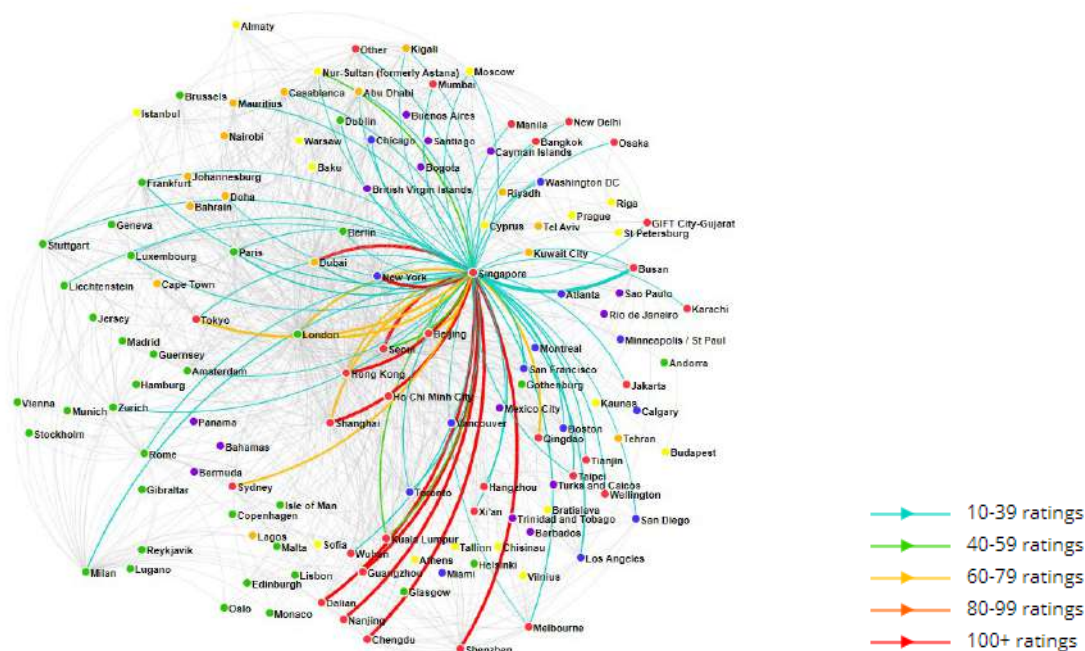 Almaty
Other
Kigali
Nur-Sultan (formerly Astana)
Moscow
Mumbai
Casablanca
Abu Dhabi
Brussels
Mauritius
Istanbul
Buenos Aires
Dublin
Manila
New Delhi
Nairobi
Warsaw
Chicago
Santiago
Bangkok
Osaka
Cayman Islands
Baku
Bogota
Johannesburg
Frankfurt
British Virgin Islands
Washington DC
Doha
Riyadh
Bahrain
Riga
Prague
Geneva
Cyprus
Tel Aviv
GIFT City-Gujarat
Berlin
St Petersburg
Stuttgart
Luxembourg
Paris
Kuwait City
Dubai
New York
Singapore
Busan
Liechtenstein
Cape Town
Atlanta
Sao Paulo
Karachi
Rio de Janeiro
Jersey
Tokyo
London
Beijing
Madrid
Minneapolis / St Paul
Seoul
Montreal
Guernsey
Andorra
Amsterdam
Hong Kong
San Francisco
Hamburg
Gothenburg
Jakarta
Ho Chi Minh City
Vienna
Munich
Zurich
Mexico City
Kaunas
Calgary
Panama
Shanghai
Vancouver
Boston
Stockholm
Qingdao
Tehran
Bahamas
Budapest
Rome
Tianjin
Bermuda
Taipei
Sydney
Hangzhou
Turks and Caicos
Gibraltar
Toronto
Wellington
Isle of Man
Xi'an
Bratislava
Copenhagen
Trinidad and Tobago
San Diego
Barbados
Lagos
Kuala Lumpur
Reykjavik
Malta
Sofia
Wuhan
Tallinn
Chisinau
Athens
Helsinki
Los Angeles
Milan
Lugano
Lisbon
Guangzhou
Miami
Vilnius
Edinburgh
Glasgow
Oslo
Monaco
Dalian
Nanjing
Melbourne
Chengdu
Shenzhen
10-39 ratings
40-59 ratings
60-79 ratings
80-99 ratings
100+ ratings